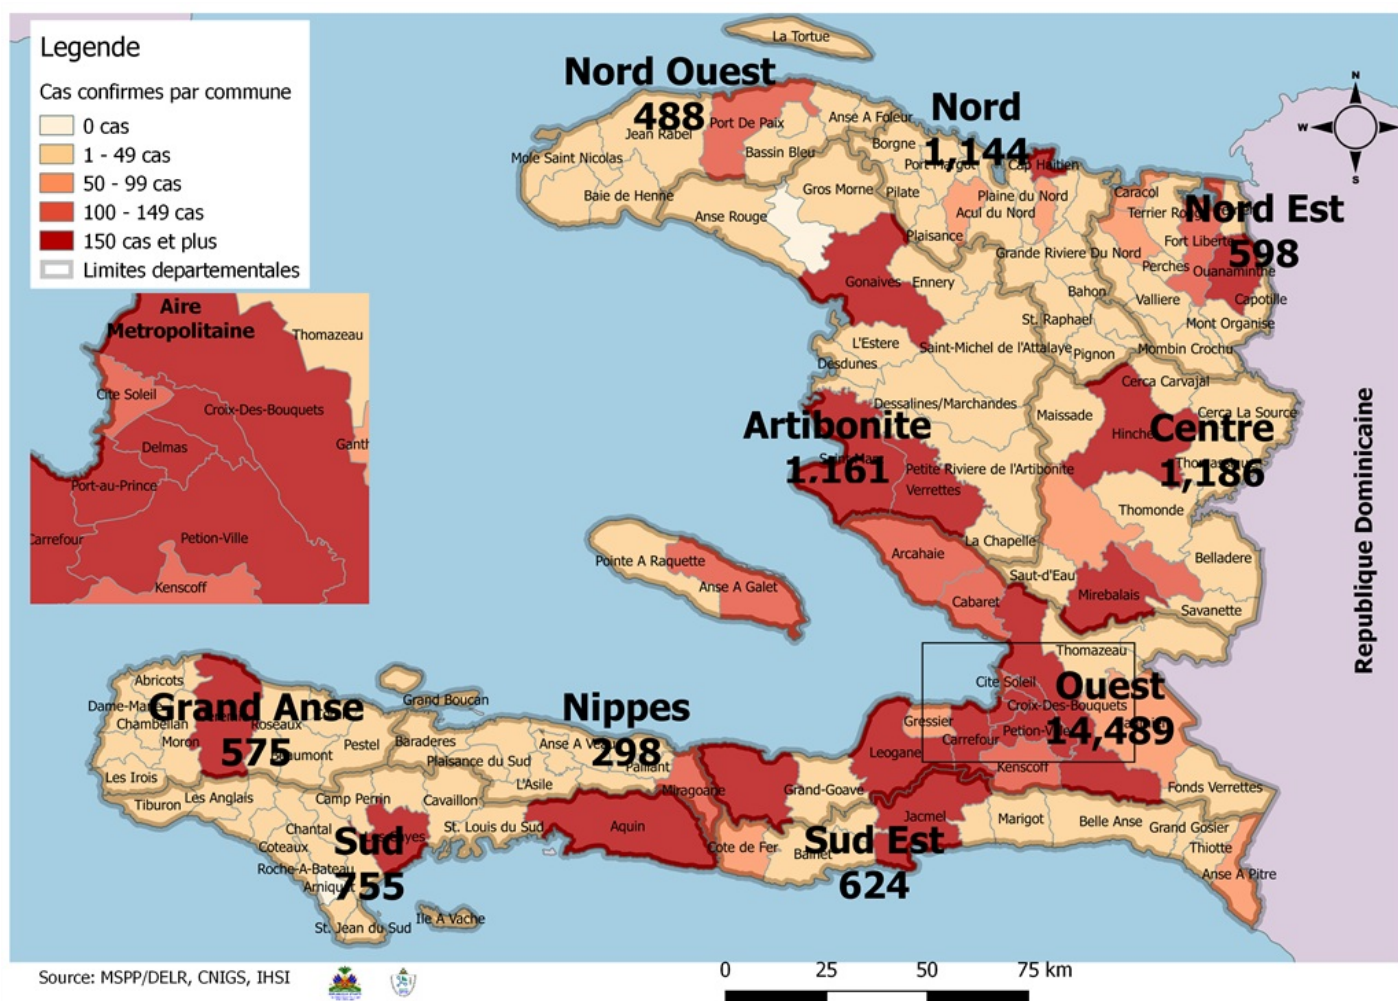 Legende
Cas confirmes par commune
0 cas
1 - 49 cas
50 - 99 cas
100 - 149 cas
150 cas et plus
Limites departementales
Aire
Metropolitaine
Thomazeau
Cite Soleil
Croix-Des-Bouquets
Delmas
Port-au-Prince
Carrefour
Petion-Ville
Kenscoff
La Tortue
Nord Ouest
488
Jean Rabel
Port De Paix
Anse A Foleur
Bassin Bleu
Mole Saint Nicolas
Baie de Henne
Nord
1,144
Borgne
Port Margot
Cap Haitien
Gros Morne
Pilate
Plaine du Nord
Acul du Nord
Anse Rouge
Plaisance
Grande Riviere Du Nord
Caracol
Nord Est
598
Fort Liberte
Perches
Ouanaminthe
Capotille
Valliere
Mont Organise
Mombin Crochu
Bahon
St. Raphael
Pignon
Gonaives
Ennery
L'Estere
Desdunes
Saint-Michel de l'Attalaye
Dessalines/Marchandes
Artibonite
1,161
Petite Riviere de l'Artibonite
Verrettes
La Chapelle
Cerca Carvajal
Cerca La Source
Maissade
Hinche
Centre
1,186
Thomonde
Belladere
Saut-d'Eau
Mirebalais
Savanette
Pointe A Raquette
Anse A Galet
Arcahaie
Cabaret
Thomazeau
Cite Soleil
Ouest
14,489
Croix-Des-Bouquets
Gressier
Carrefour
Leogane
Kenscoff
Fonds Verrettes
Grand-Goave
Abricots
Grand Anse
575
Chambellan
Moron
Roseaux
Pestel
Les Irois
Grand Boucan
Baraderes
Nippes
298
Plaisance du Sud
Paillant
L'Asile
Miragoane
Tiburon
Les Anglais
Camp Perrin
Cavaillon
Chantal
Sud
755
St. Louis du Sud
Aquin
Coteaux
Roche-A-Bateau
St. Jean du Sud
Ile A Vache
Cote de Fer
Sud Est
624
Jacmel
Marigot
Belle Anse
Grand Gosier
Thiotte
Anse A Pitre
N
W
S
Republique Dominicaine
Source: MSPP/DELR, CNIGS, IHSI
0 25 50 75 km